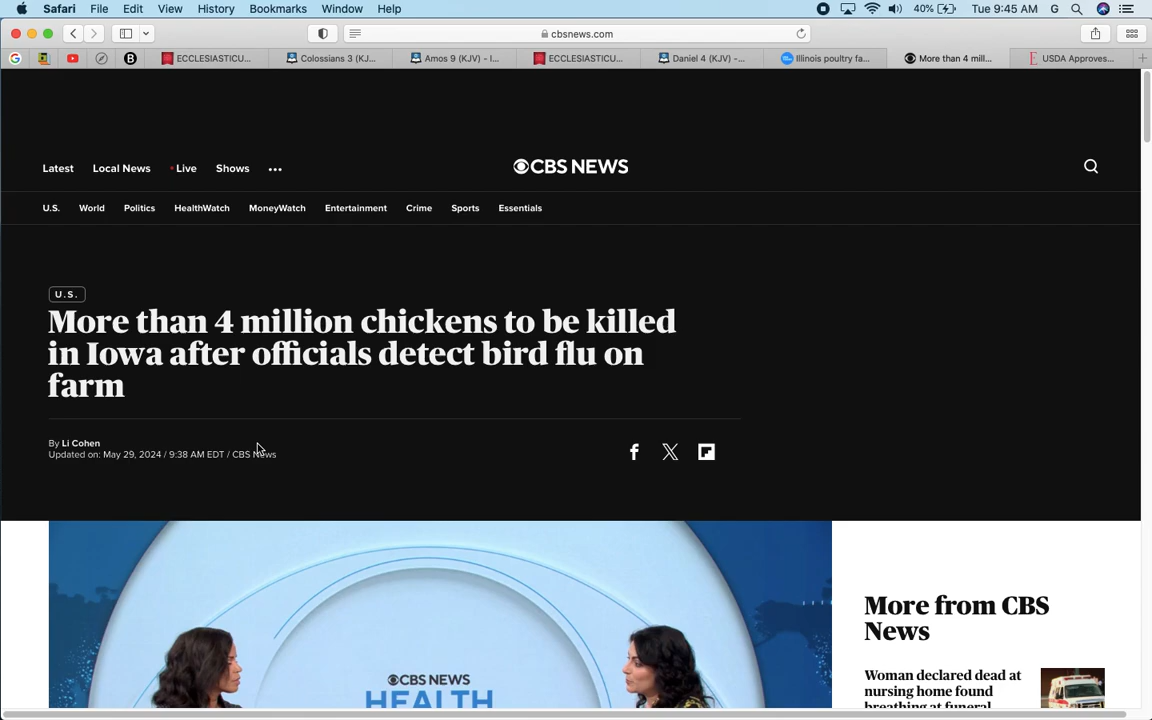 Safari File Edit View History Bookmarks Window Help 40% Tue 9:45 AM G
cbsnews.com
B ECCLESIASTICU... Colossians 3 (KJ... Amos 9 (KJV) - I... ECCLESIASTICU... Daniel 4 (KJV) -... Illinois poultry fa... More than 4 mill... E USDA Approves...
Latest Local News Live Shows
CBS NEWS
U.S. World Politics HealthWatch MoneyWatch Entertainment Crime Sports Essentials
U.S.
More than 4 million chickens to be killed
in Iowa after officials detect bird flu on
farm
By Li Cohen
Updated on: May 29, 2024 / 9:38 AM EDT / CBS News
CBS NEWS
HEALTH
More from CBS
News
Woman declared dead at
nursing home found
breathing at funeral